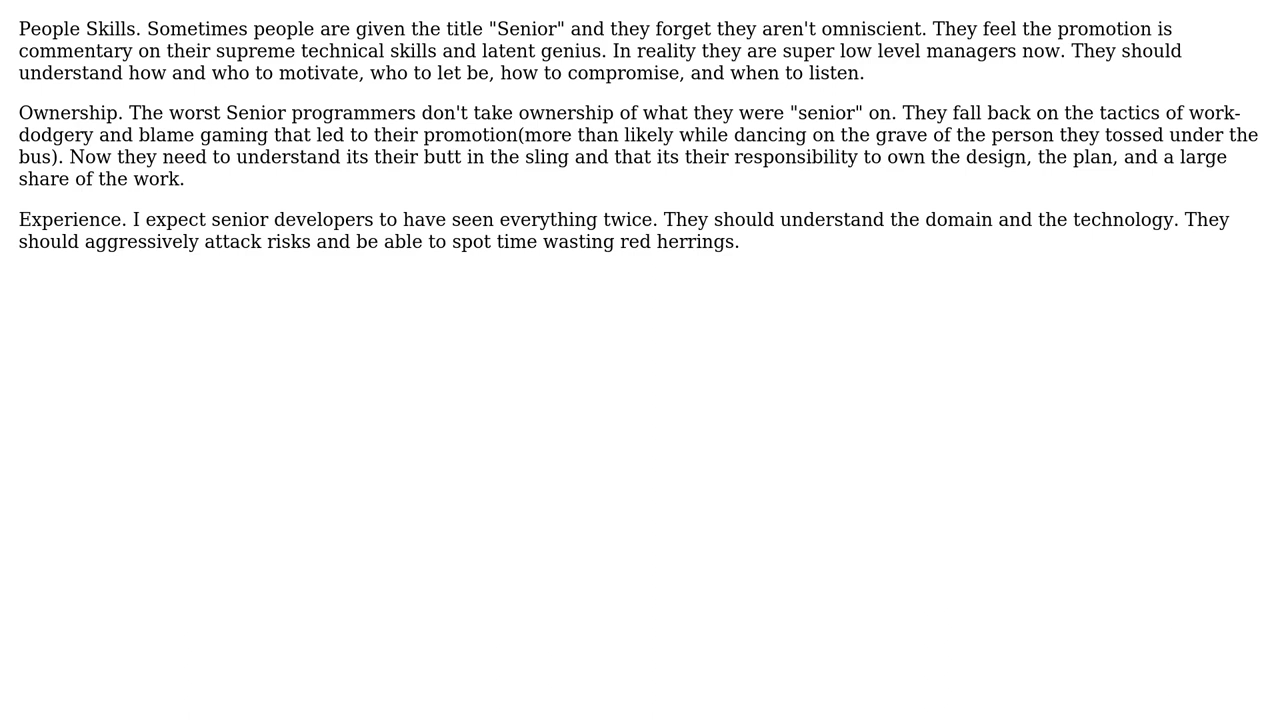 People Skills. Sometimes people are given the title "Senior" and they forget they aren't omniscient. They feel the promotion is
commentary on their supreme technical skills and latent genius. In reality they are super low level managers now. They should
understand how and who to motivate, who to let be, how to compromise, and when to listen.
Ownership. The worst Senior programmers don't take ownership of what they were "senior" on. They fall back on the tactics of work-
dodgery and blame gaming that led to their promotion(more than likely while dancing on the grave of the person they tossed under the
bus). Now they need to understand its their butt in the sling and that its their responsibility to own the design, the plan, and a large
share of the work.
Experience. I expect senior developers to have seen everything twice. They should understand the domain and the technology. They
should aggressively attack risks and be able to spot time wasting red herrings.